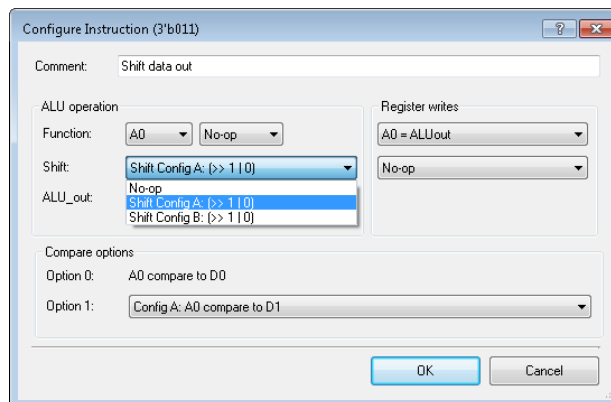 Configure Instruction (3'b011)
Comment: Shift data out
ALU operation
Function: A0 No-op
Shift: Shift Config A: (>> 1 | 0)
No-op
Shift Config A: (>> 1 | 0)
Shift Config B: (>> 1 | 0)
ALU_out:
Register writes
A0 = ALUout
No-op
Compare options
Option 0: A0 compare to D0
Option 1: Config A: A0 compare to D1
OK Cancel